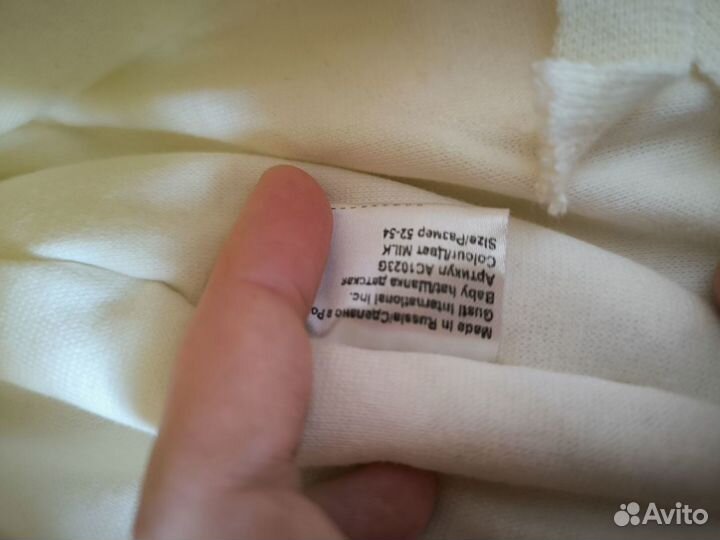 Made in Russia/Сделано в Ро
Gusti International Inc.
Baby hat/Шапка детская
Артикул AC1023G
Colour/Цвет MILK
Size/Размер 52-54
Avito